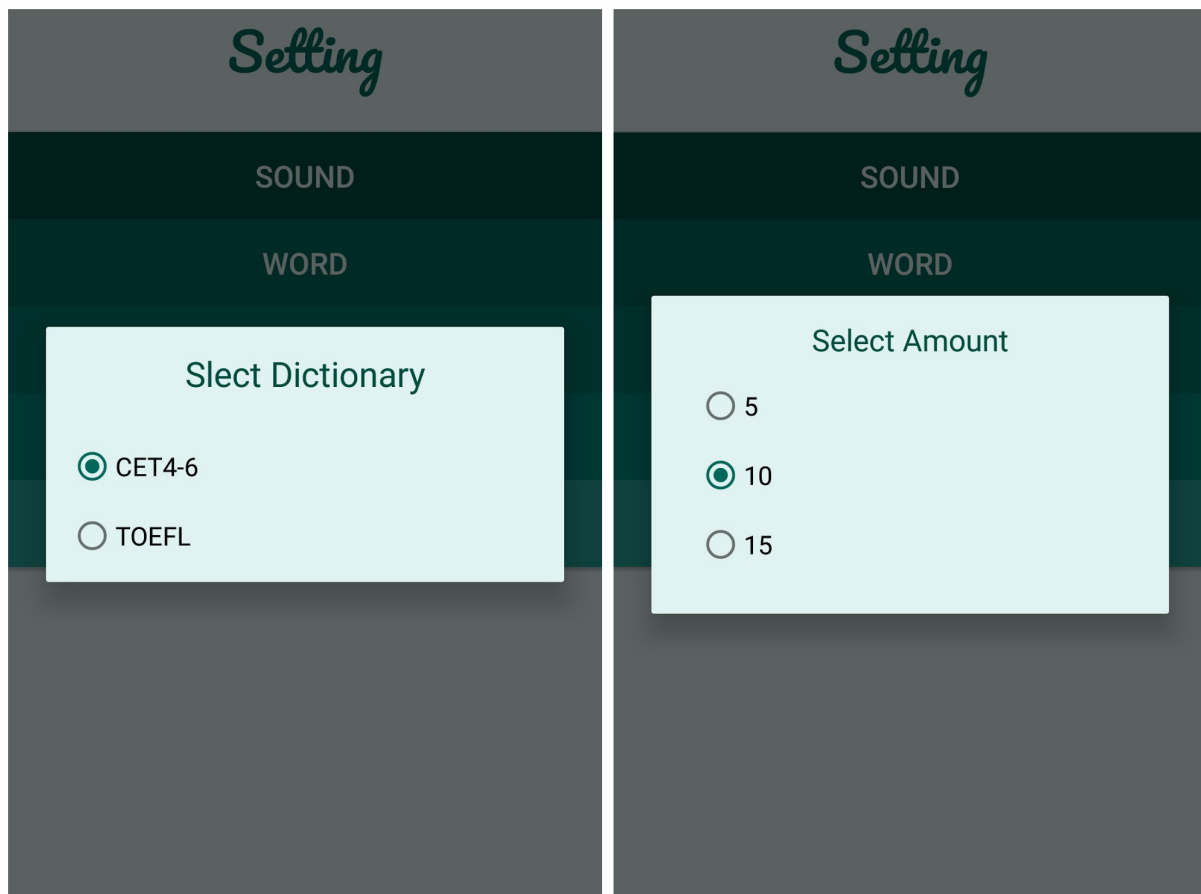 Setting
SOUND
WORD
Slect Dictionary
CET4-6
TOEFL
Setting
SOUND
WORD
Select Amount
5
10
15